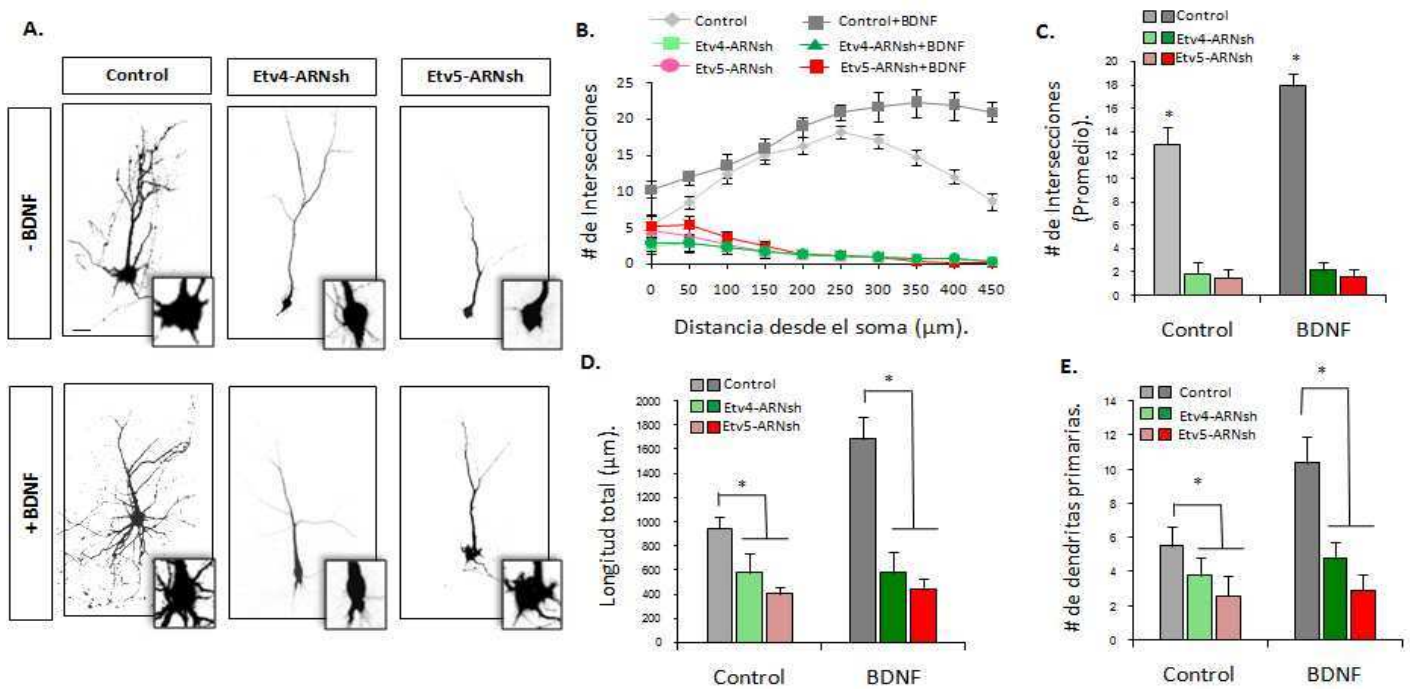 A.
Control
Etv4-ARNsh
Etv5-ARNsh
- BDNF
+ BDNF
B.
Control
Control+BDNF
Etv4-ARNsh
Etv4-ARNsh+BDNF
Etv5-ARNsh
Etv5-ARNsh+BDNF
# de Intersecciones
25
20
15
10
5
0
0 50 100 150 200 250 300 350 400 450
Distancia desde el soma (µm).
C.
Control
Etv4-ARNsh
Etv5-ARNsh
# de Intersecciones
(Promedio).
20
18
16
14
12
10
8
6
4
2
0
*
*
Control BDNF
D.
Control
Etv4-ARNsh
Etv5-ARNsh
Longitud total (µm).
2000
1800
1600
1400
1200
1000
800
600
400
200
0
*
*
Control BDNF
E.
Control
Etv4-ARNsh
Etv5-ARNsh
# de dendritas primarias.
14
12
10
8
6
4
2
0
*
*
Control BDNF